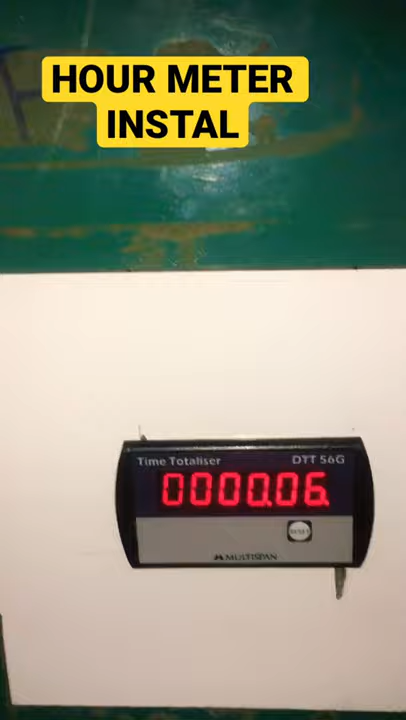 HOUR METER
INSTAL
Time Totaliser DTT 56G
0000.06.
RESET
MULTISPAN